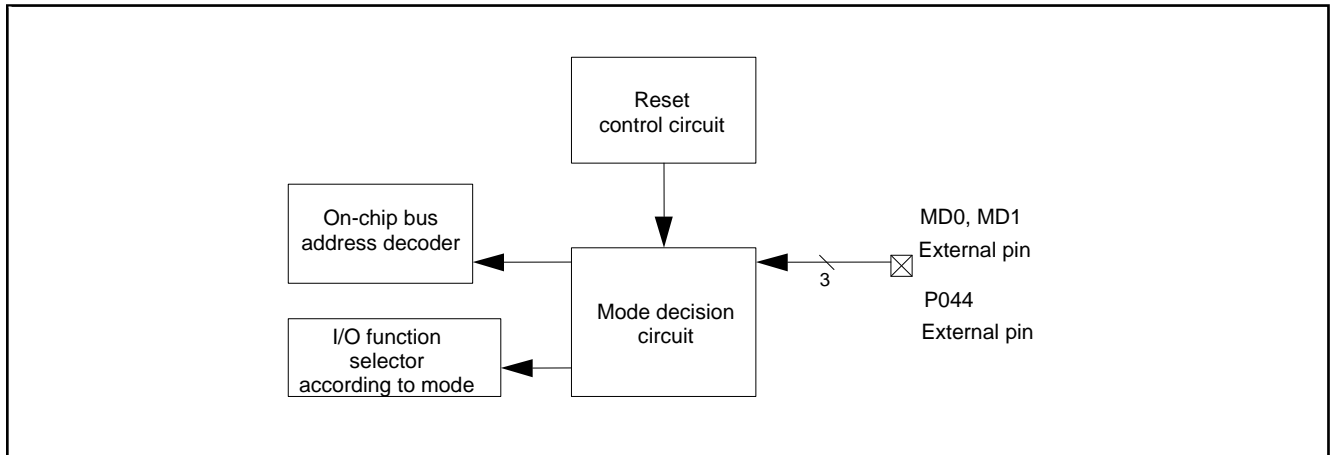 Reset
control circuit
On-chip bus
address decoder
MD0, MD1
External pin
3
P044
External pin
Mode decision
circuit
I/O function
selector
according to mode